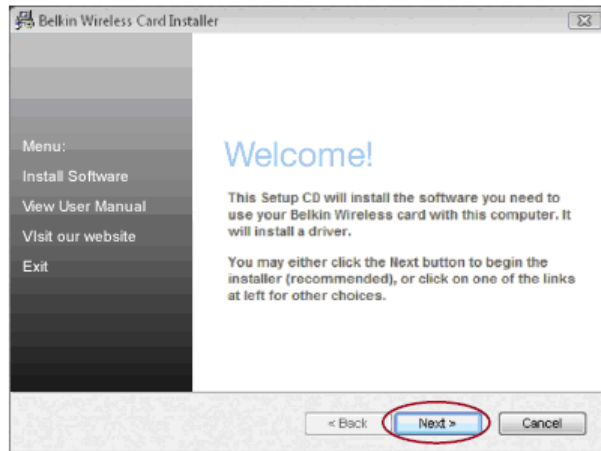 Belkin Wireless Card Installer
Menu:
Install Software
View User Manual
VIsit our website
Exit
Welcome!
This Setup CD will install the software you need to
use your Belkin Wireless card with this computer. It
will install a driver.
You may either click the Next button to begin the
installer (recommended), or click on one of the links
at left for other choices.
< Back
Next >
Cancel